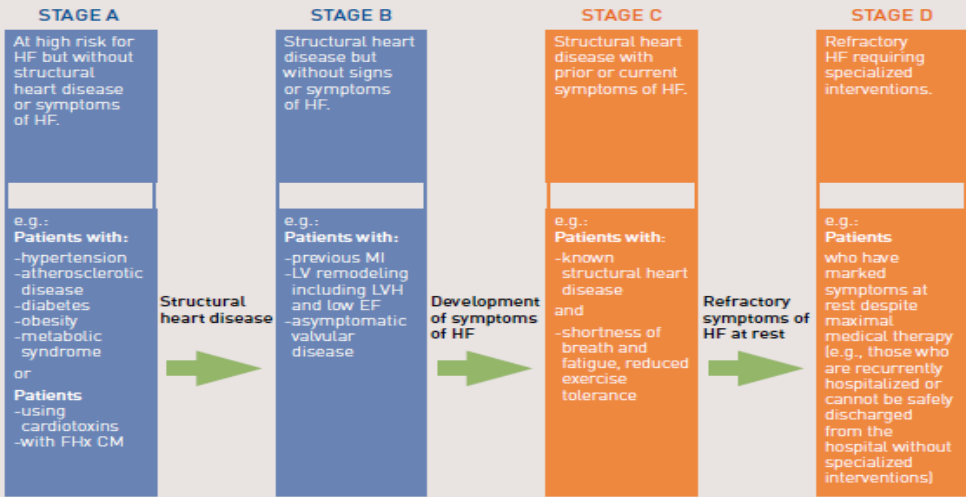 STAGE A
At high risk for
HF but without
structural
heart disease
or symptoms
of HF.
e.g.:
Patients with:
-hypertension
-atherosclerotic
disease
-diabetes
-obesity
-metabolic
syndrome
or
Patients
-using
cardiotoxins
-with FHx CM
Structural
heart disease
STAGE B
Structural heart
disease but
without signs
or symptoms
of HF.
e.g.:
Patients with:
-previous MI
-LV remodeling
including LVH
and low EF
-asymptomatic
valvular
disease
Development
of symptoms
of HF
STAGE C
Structural heart
disease with
prior or current
symptoms of HF.
e.g.:
Patients with:
-known
structural heart
disease
and
-shortness of
breath and
fatigue, reduced
exercise
tolerance
Refractory
symptoms of
HF at rest
STAGE D
Refractory
HF requiring
specialized
interventions.
e.g.:
Patients
who have
marked
symptoms at
rest despite
maximal
medical therapy
(e.g., those who
are recurrently
hospitalized or
cannot be safely
discharged
from the
hospital without
specialized
interventions)